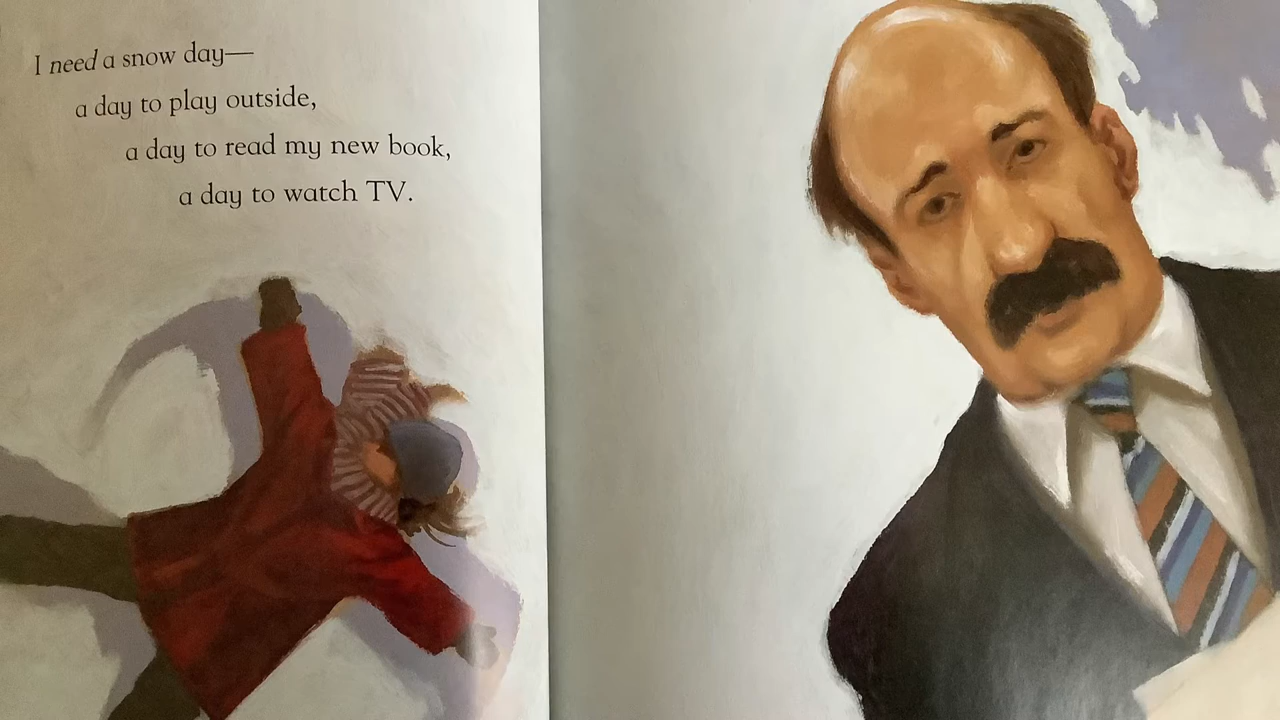 I need a snow day—
a day to play outside,
a day to read my new book,
a day to watch TV.